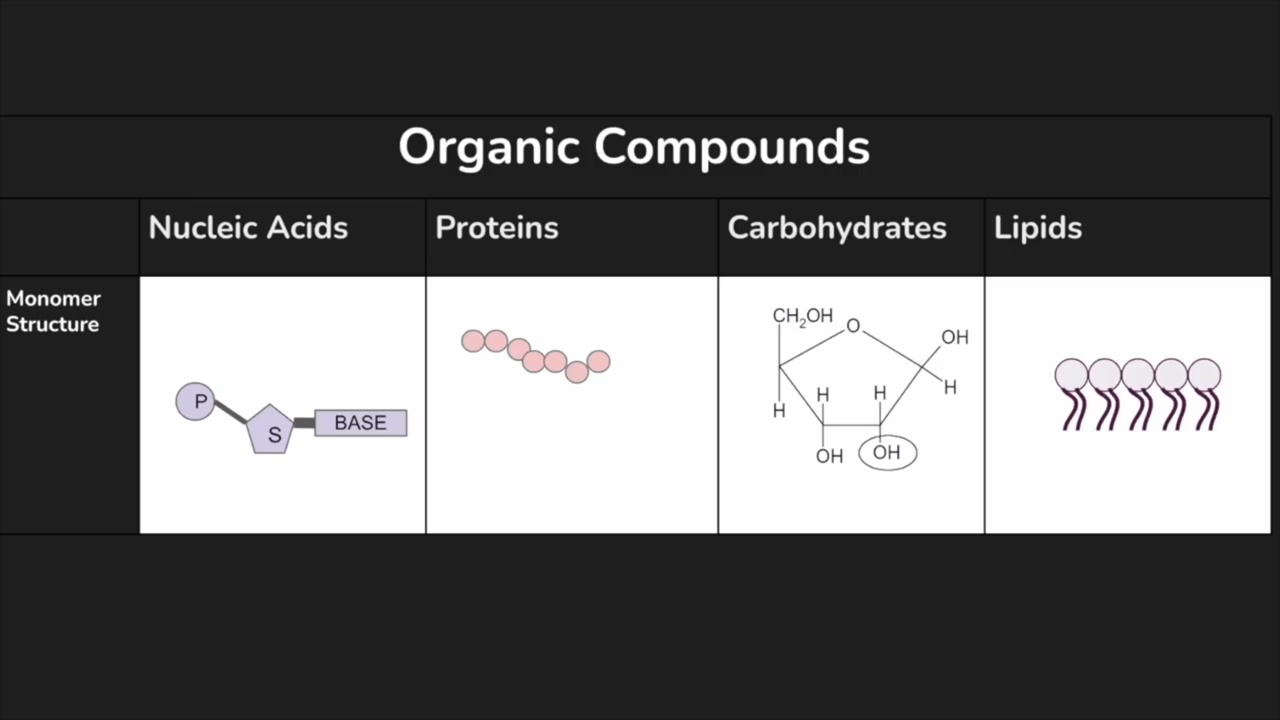 Organic Compounds
Nucleic Acids Proteins Carbohydrates Lipids
Monomer
Structure
P
S
BASE
CH2OH
O
OH
H
H
H
H
OH
OH